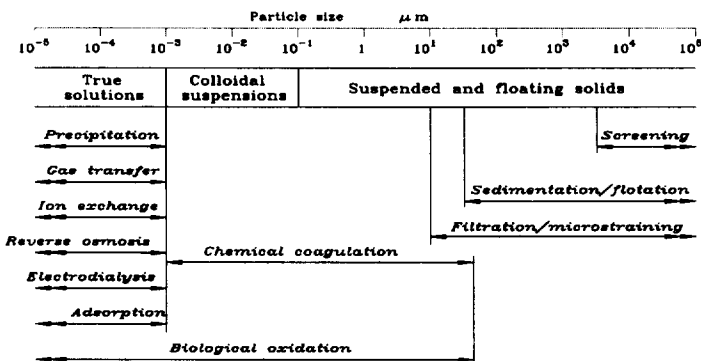 Particle size μm
10⁻⁵ 10⁻⁴ 10⁻³ 10⁻² 10⁻¹ 1 10¹ 10² 10³ 10⁴ 10⁵
True solutions
Colloidal suspensions
Suspended and floating solids
Precipitation
Screening
Gas transfer
Sedimentation/flotation
Ion exchange
Filtration/microstraining
Reverse osmosis
Chemical coagulation
Electrodialysis
Adsorption
Biological oxidation